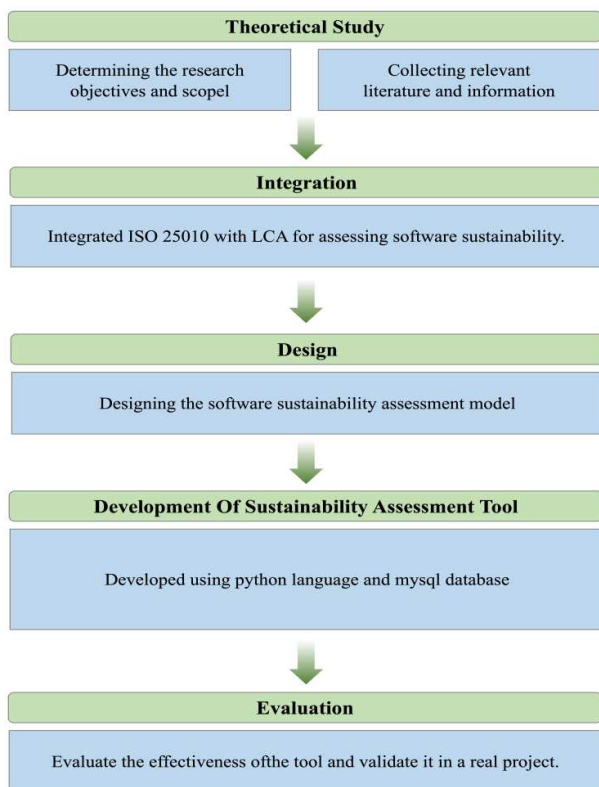 Theoretical Study
Determining the research
objectives and scopel
Collecting relevant
literature and information
Integration
Integrated ISO 25010 with LCA for assessing software sustainability.
Design
Designing the software sustainability assessment model
Development Of Sustainability Assessment Tool
Developed using python language and mysql database
Evaluation
Evaluate the effectiveness ofthe tool and validate it in a real project.